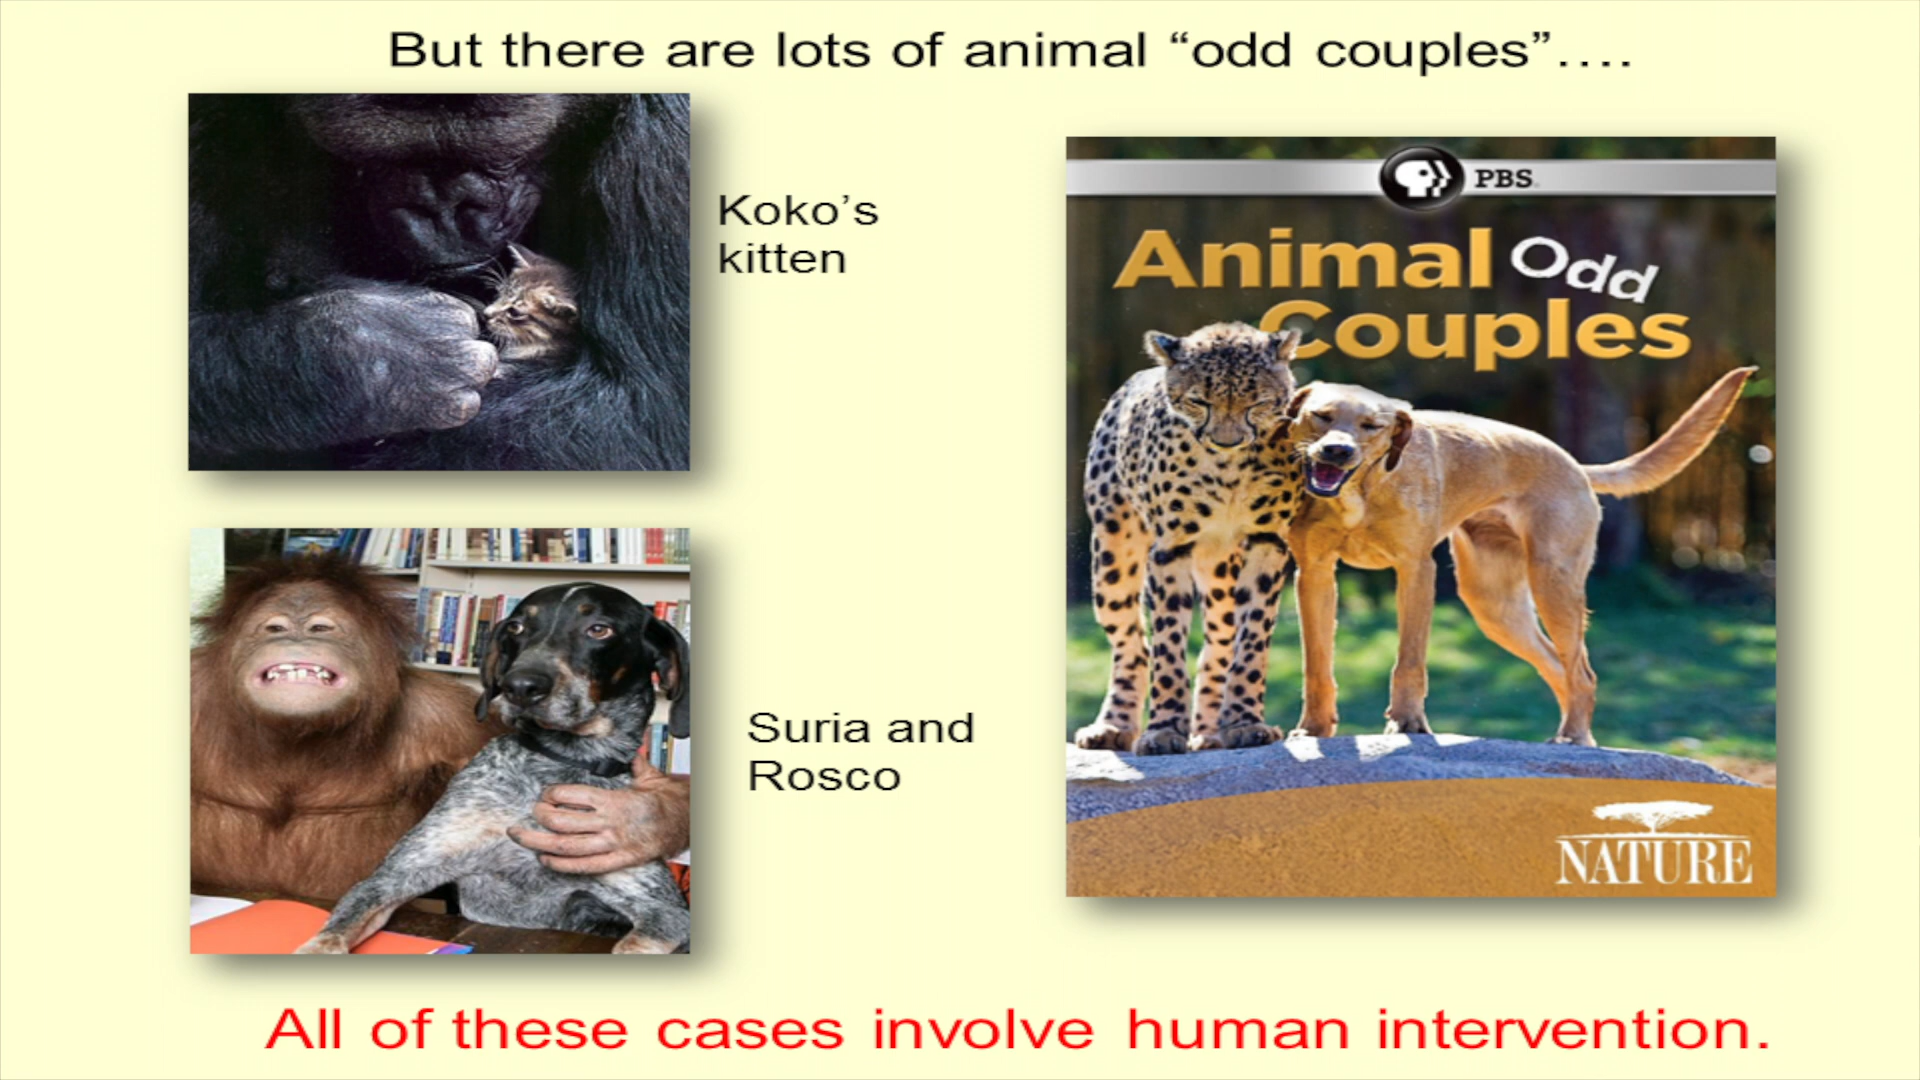 But there are lots of animal “odd couples”….
Koko’s
kitten
PBS
Animal Odd
Couples
NATURE
Suria and
Rosco
All of these cases involve human intervention.